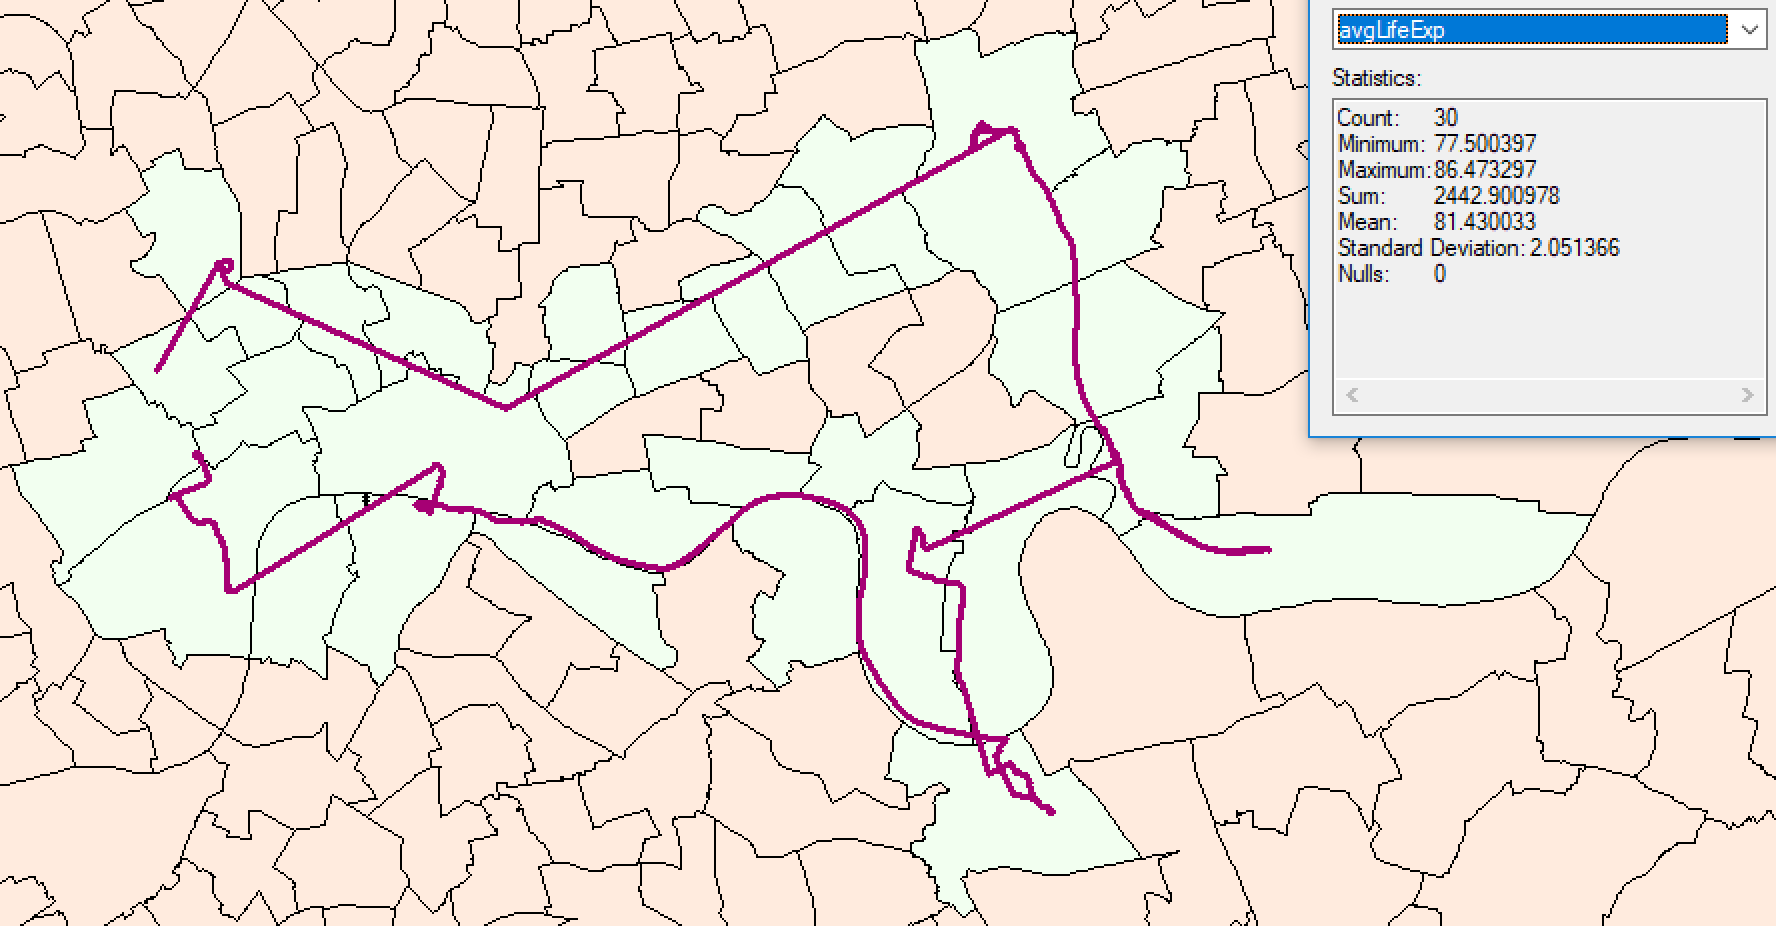 avgLifeExp
Statistics:
Count: 30
Minimum: 77.500397
Maximum: 86.473297
Sum: 2442.900978
Mean: 81.430033
Standard Deviation: 2.051366
Nulls: 0